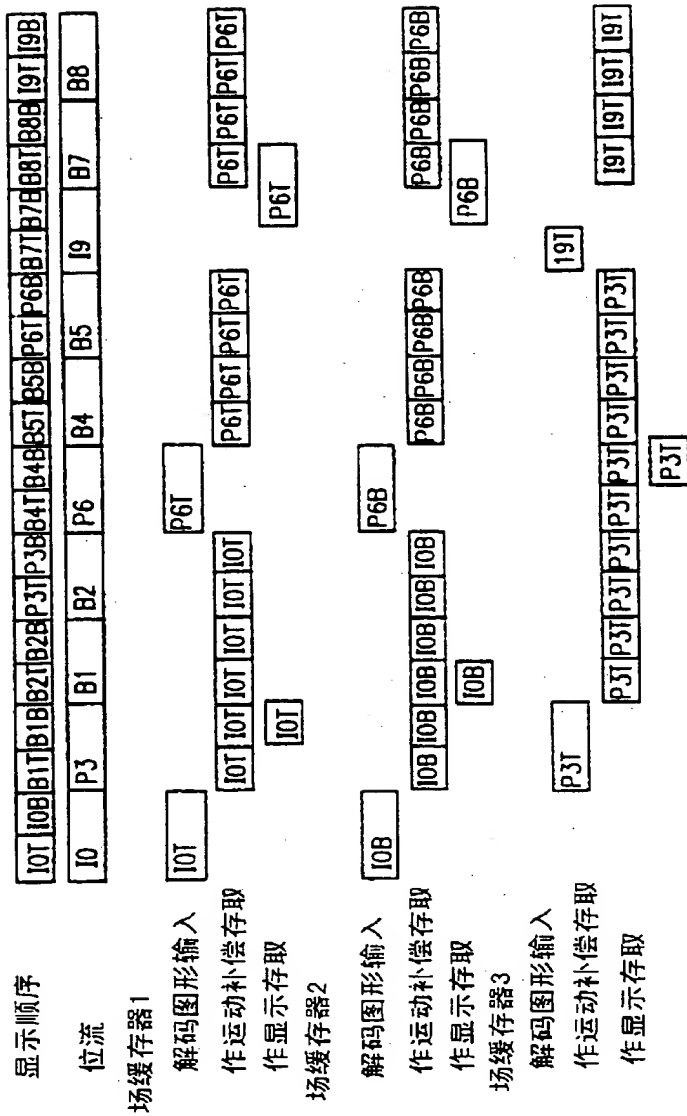 显示顺序 I0T I0B B1T B1B B2T B2B P3T P3B B4T B4B B5T B5B P6T P6B B7T B7B B8T B8B I9T I9B
位流 I0 P3 B1 B2 P6 B4 B5 I9 B7 B8
场缓存器1
解码图形输入 I0T P6T
作运动补偿存取 I0T I0T I0T I0T I0T I0T P6T P6T P6T P6T P6T P6T P6T P6T
作显示存取 I0T P6T
场缓存器2
解码图形输入 I0B P6B
作运动补偿存取 I0B I0B I0B I0B I0B I0B P6B P6B P6B P6B P6B P6B P6B P6B
作显示存取 I0B P6B
场缓存器3
解码图形输入 P3T 19T
作运动补偿存取 P3T P3T P3T P3T P3T P3T P3T P3T P3T P3T I9T I9T I9T I9T
作显示存取 P3T